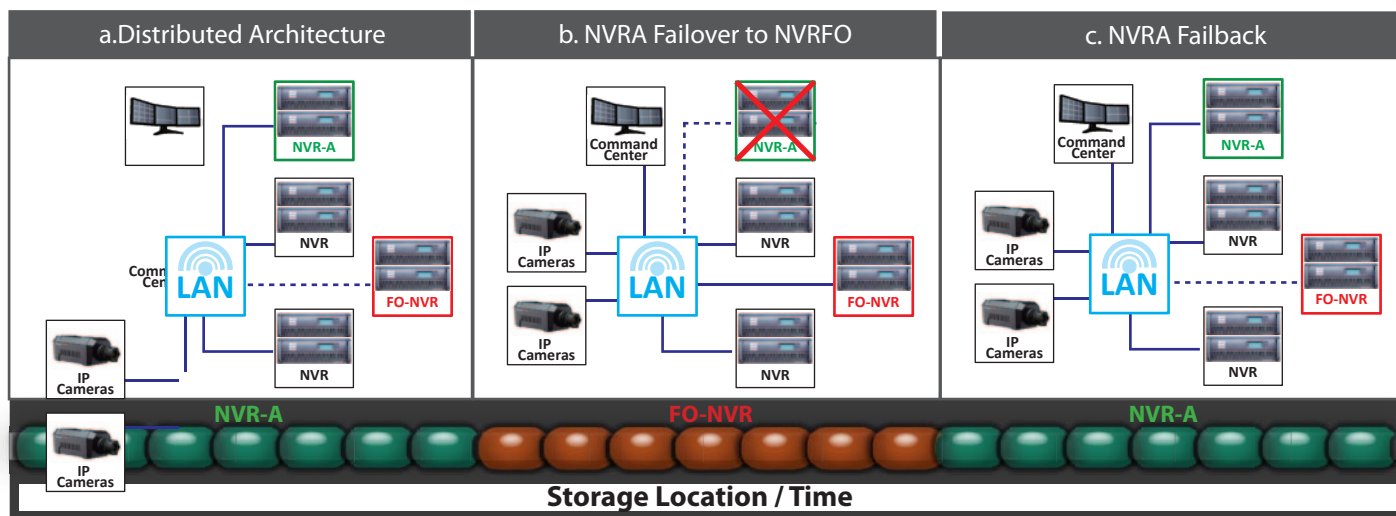 a.Distributed Architecture
b. NVRA Failover to NVRFO
c. NVRA Failback
NVR-A
NVR
Comm
Cen
LAN
FO-NVR
NVR
IP
Cameras
IP
Cameras
Command
Center
NVR-A
IP
Cameras
NVR
LAN
FO-NVR
IP
Cameras
NVR
Command
Center
NVR-A
IP
Cameras
NVR
LAN
FO-NVR
IP
Cameras
NVR
NVR-A
FO-NVR
NVR-A
Storage Location / Time